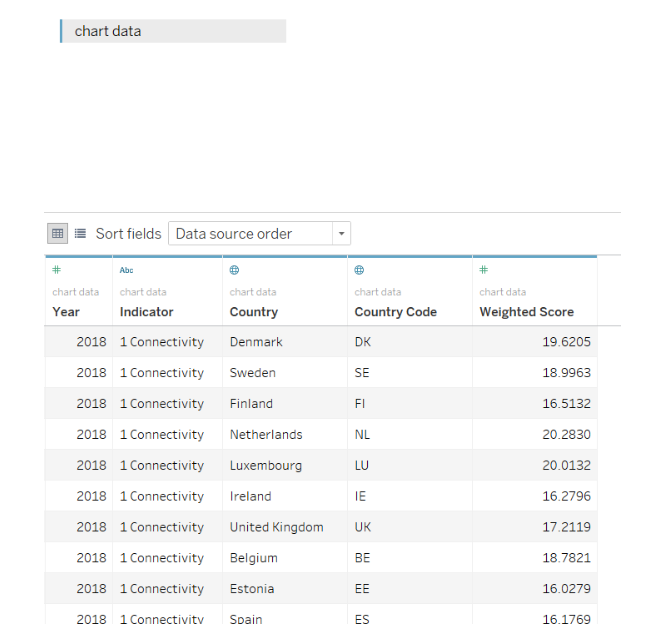 chart data
Sort fields Data source order
# Abc #
chart data chart data chart data chart data chart data
Year Indicator Country Country Code Weighted Score
2018 1 Connectivity Denmark DK 19.6205
2018 1 Connectivity Sweden SE 18.9963
2018 1 Connectivity Finland FI 16.5132
2018 1 Connectivity Netherlands NL 20.2830
2018 1 Connectivity Luxembourg LU 20.0132
2018 1 Connectivity Ireland IE 16.2796
2018 1 Connectivity United Kingdom UK 17.2119
2018 1 Connectivity Belgium BE 18.7821
2018 1 Connectivity Estonia EE 16.0279
2018 1 Connectivity Spain ES 16.1769